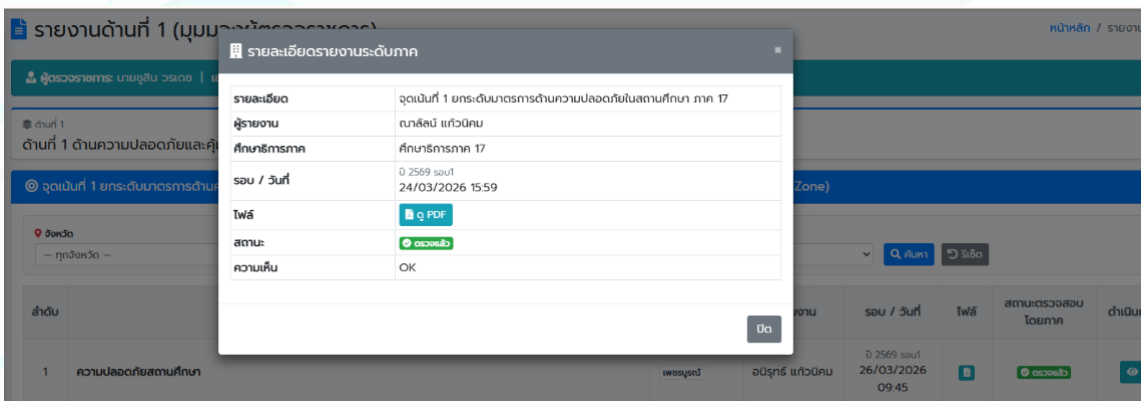 รายงานด้านที่ 1
หน้าหลัก /
รายละเอียดรายงานระดับภาค
ผู้ตรวจราชการ: นายชูสิน วรเดช |
ด้านที่ 1
ด้านที่ 1 ด้านความปลอดภัย
จุดเน้นที่ 1 ยกระดับมาตรการด้าน
Zone)
รายละเอียด จุดเน้นที่ 1 ยกระดับมาตรการด้านความปลอดภัยในสถานศึกษา ภาค 17
ผู้รายงาน ณาลัลน์ แก้วนิคม
ศึกษาธิการภาค ศึกษาธิการภาค 17
รอบ / วันที่ ปี 2569 รอบ1
24/03/2026 15:59
ไฟล์ ดู PDF
สถานะ ตรวจแล้ว
ความเห็น OK
ปิด
จังหวัด
— ทุกจังหวัด —
ค้นหา รีเซ็ต
ลำดับ รอบ / วันที่ ไฟล์ สถานะตรวจสอบ
โดยภาค
1 ความปลอดภัยสถานศึกษา เพชรบูรณ์ อนิรุทธ์ แก้วนิคม ปี 2569 รอบ1
26/03/2026
09:45 ตรวจแล้ว